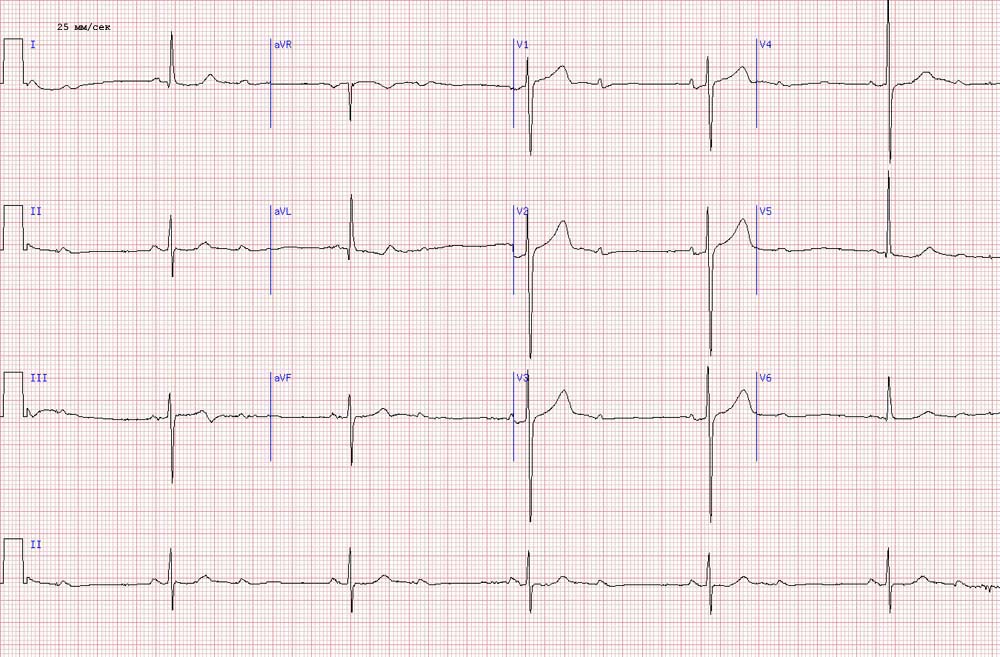 25 мм/сек
I aVR V1 V4
II aVL V2 V5
III aVF V3 V6
II